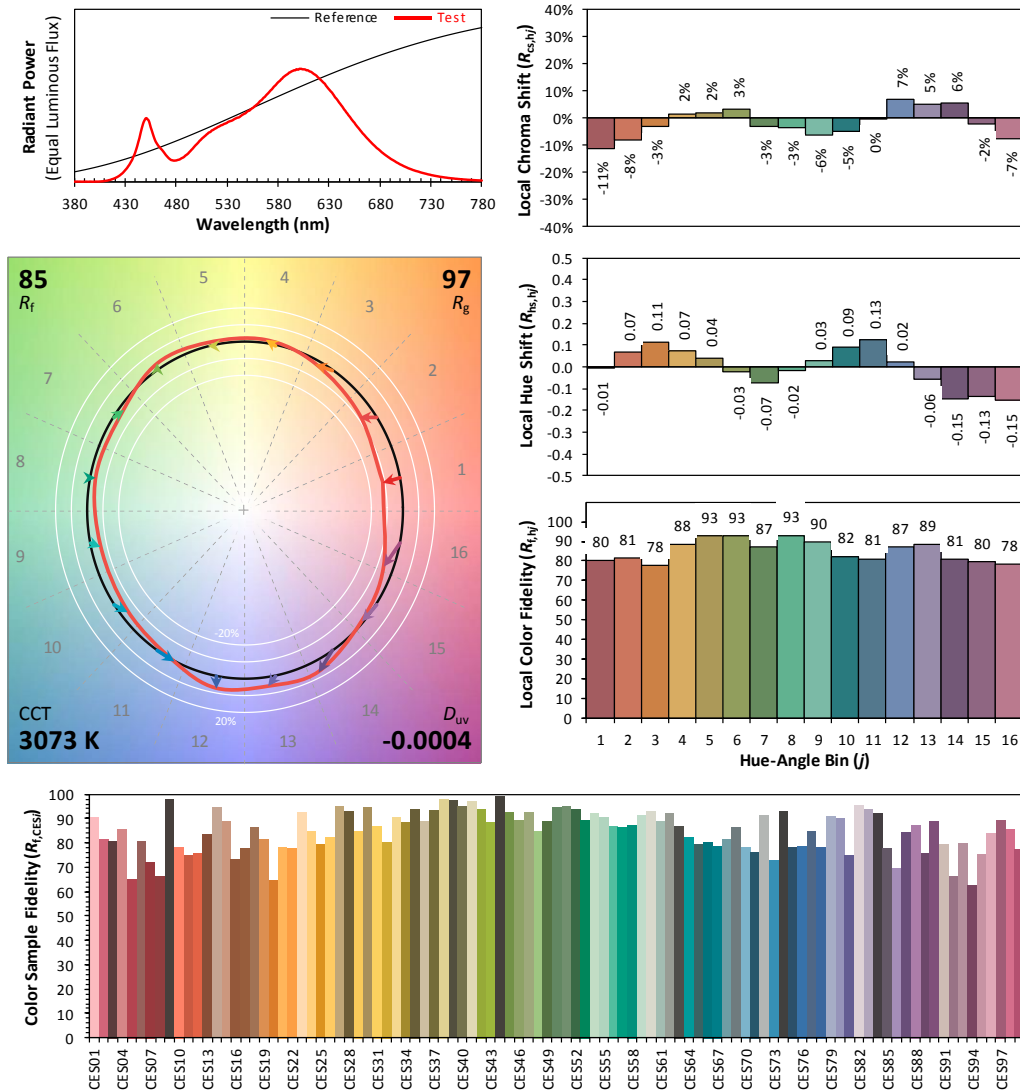 Reference Test
Radiant Power
(Equal Luminous Flux)
380 430 480 530 580 630 680 730 780
Wavelength (nm)
Local Chroma Shift (Rcs,hj)
40%
30%
20%
10%
0%
-10%
-20%
-30%
-40%
-11% -8% -3% 2% 2% 3% -3% -3% -6% -5% 0% 7% 5% 6% -2% -7%
85
Rf
97
Rg
5 4
6 3
7 2
8 1
9 16
10 15
11 14
12 13
-20%
20%
CCT
3073 K
Duv
-0.0004
Local Hue Shift (Rhs,hj)
0.5
0.4
0.3
0.2
0.1
0.0
-0.1
-0.2
-0.3
-0.4
-0.5
-0.01 0.07 0.11 0.07 0.04 -0.03 -0.07 -0.02 0.03 0.09 0.13 0.02 -0.06 -0.15 -0.13 -0.15
Local Color Fidelity (Rf,hj)
100
90
80
70
60
50
40
30
20
10
0
80 81 78 88 93 93 87 93 90 82 81 87 89 81 80 78
1 2 3 4 5 6 7 8 9 10 11 12 13 14 15 16
Hue-Angle Bin (j)
Color Sample Fidelity (Rf,CESi)
100
90
80
70
60
50
40
30
20
10
0
CES01 CES04 CES07 CES10 CES13 CES16 CES19 CES22 CES25 CES28 CES31 CES34 CES37 CES40 CES43 CES46 CES49 CES52 CES55 CES58 CES61 CES64 CES67 CES70 CES73 CES76 CES79 CES82 CES85 CES88 CES91 CES94 CES97